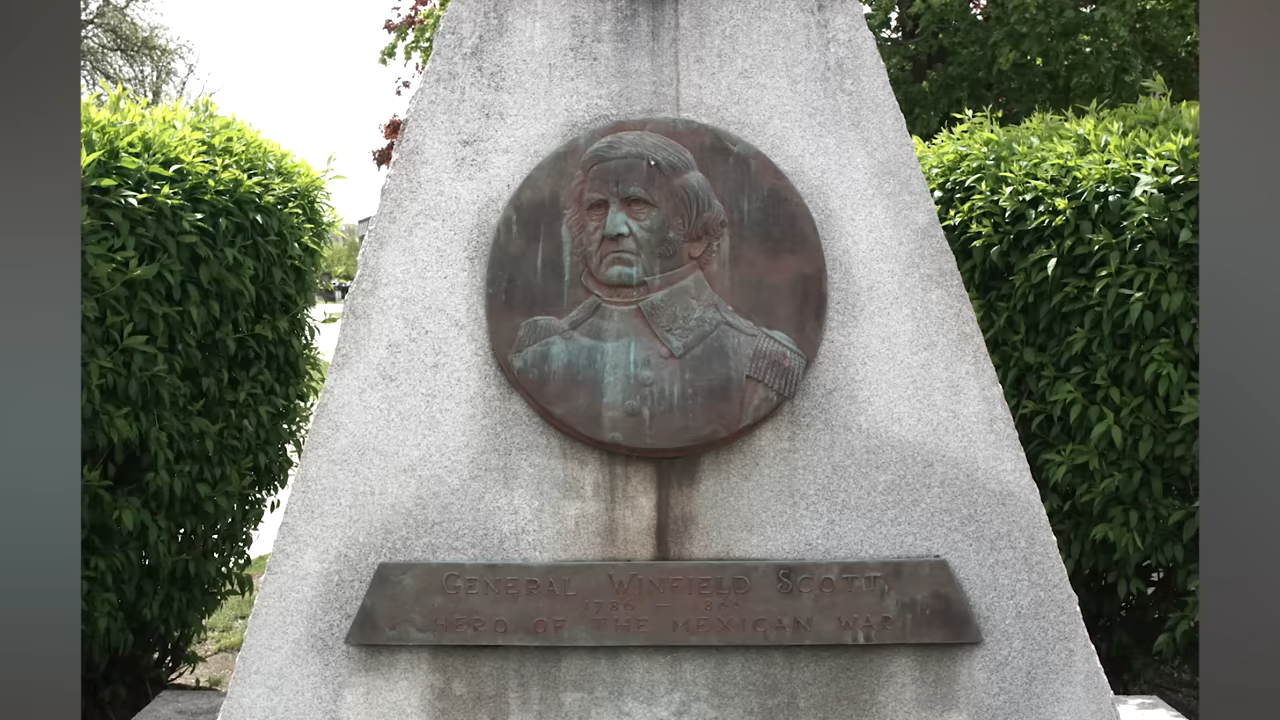 GENERAL WINFIELD SCOTT,
1786 — 1866
HERO OF THE MEXICAN WAR